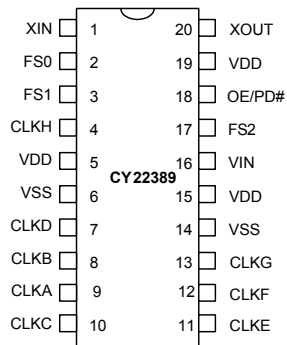 XIN 1 20 XOUT
FS0 2 19 VDD
FS1 3 18 OE/PD#
CLKH 4 17 FS2
VDD 5 16 VIN
CY22389
VSS 6 15 VDD
CLKD 7 14 VSS
CLKB 8 13 CLKG
CLKA 9 12 CLKF
CLKC 10 11 CLKE